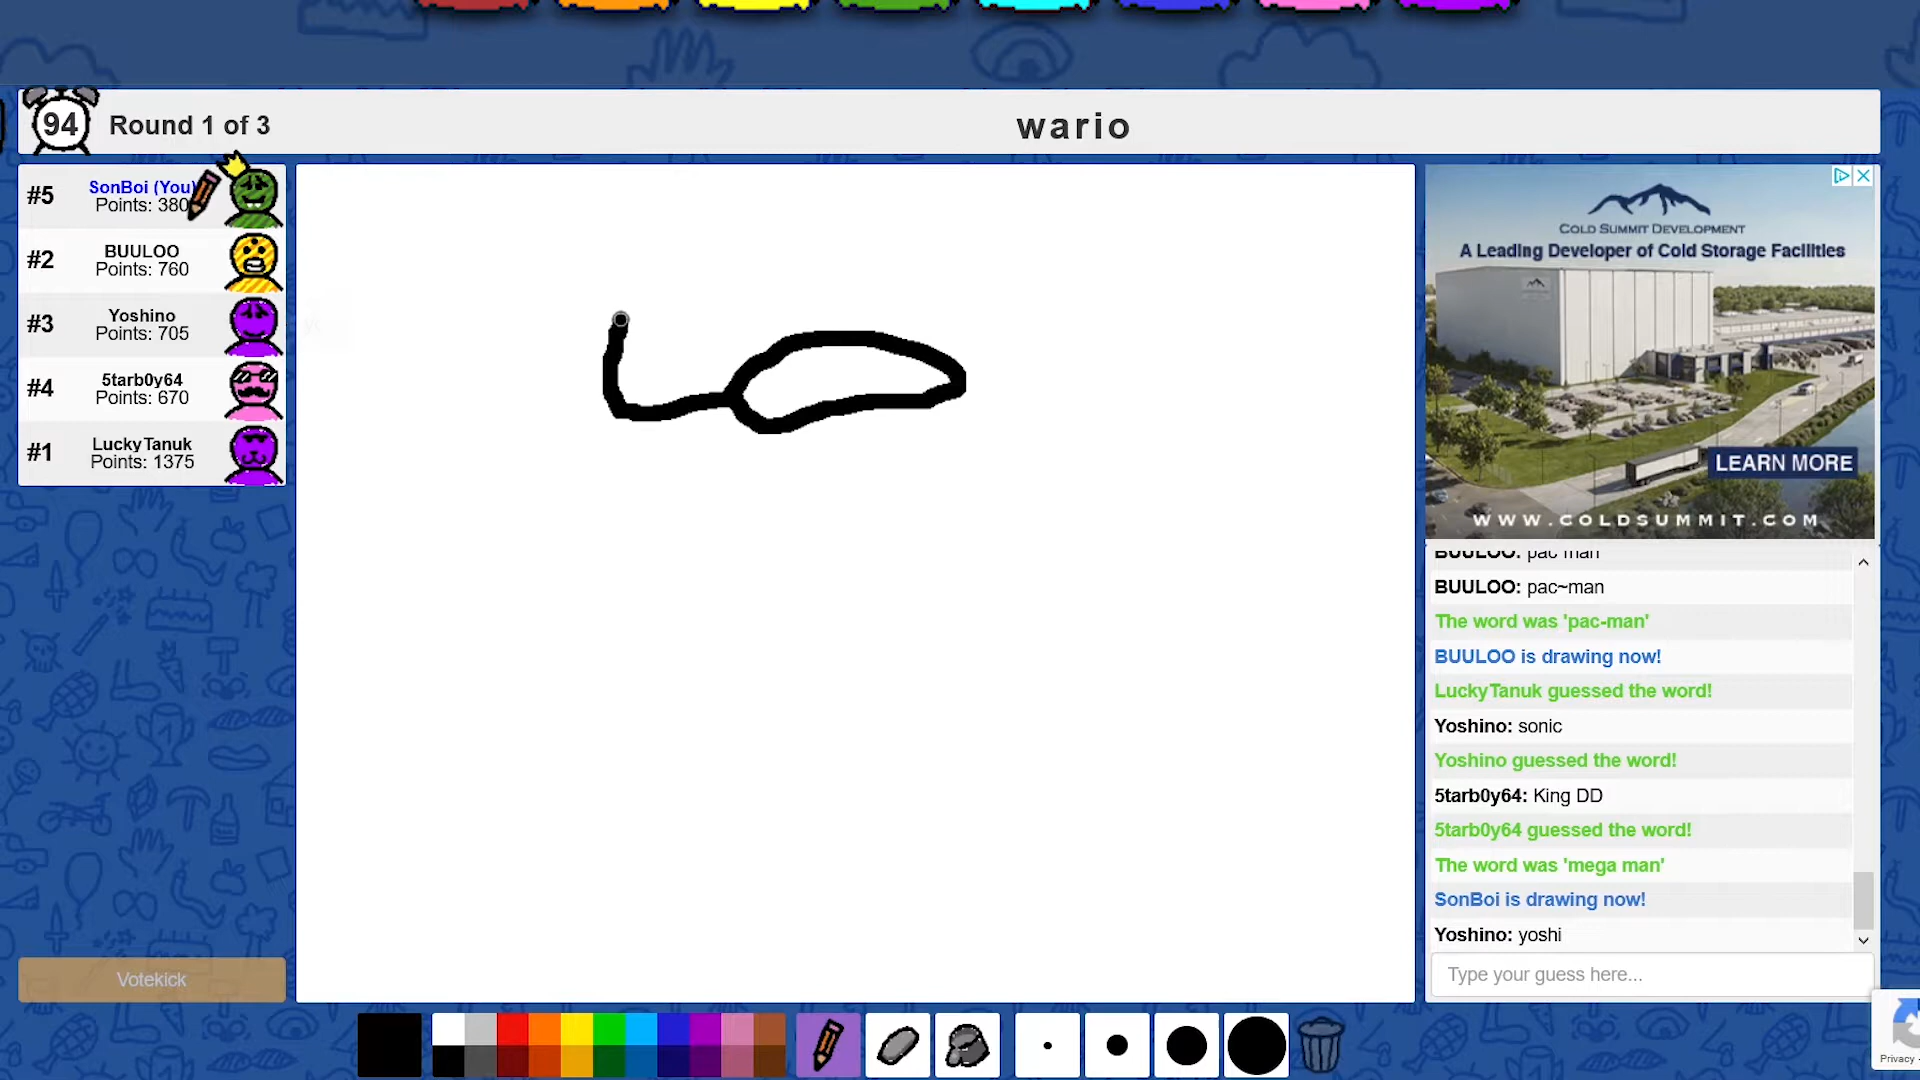 94
Round 1 of 3
wario
#5
SonBoi (You)
Points: 380
#2
BUULOO
Points: 760
#3
Yoshino
Points: 705
#4
5tarb0y64
Points: 670
#1
LuckyTanuk
Points: 1375
Votekick
COLD SUMMIT DEVELOPMENT
A Leading Developer of Cold Storage Facilities
LEARN MORE
WWW.COLDSUMMIT.COM
BUULOO: pac man
BUULOO: pac~man
The word was 'pac-man'
BUULOO is drawing now!
LuckyTanuk guessed the word!
Yoshino: sonic
Yoshino guessed the word!
5tarb0y64: King DD
5tarb0y64 guessed the word!
The word was 'mega man'
SonBoi is drawing now!
Yoshino: yoshi
Type your guess here...
Privacy -